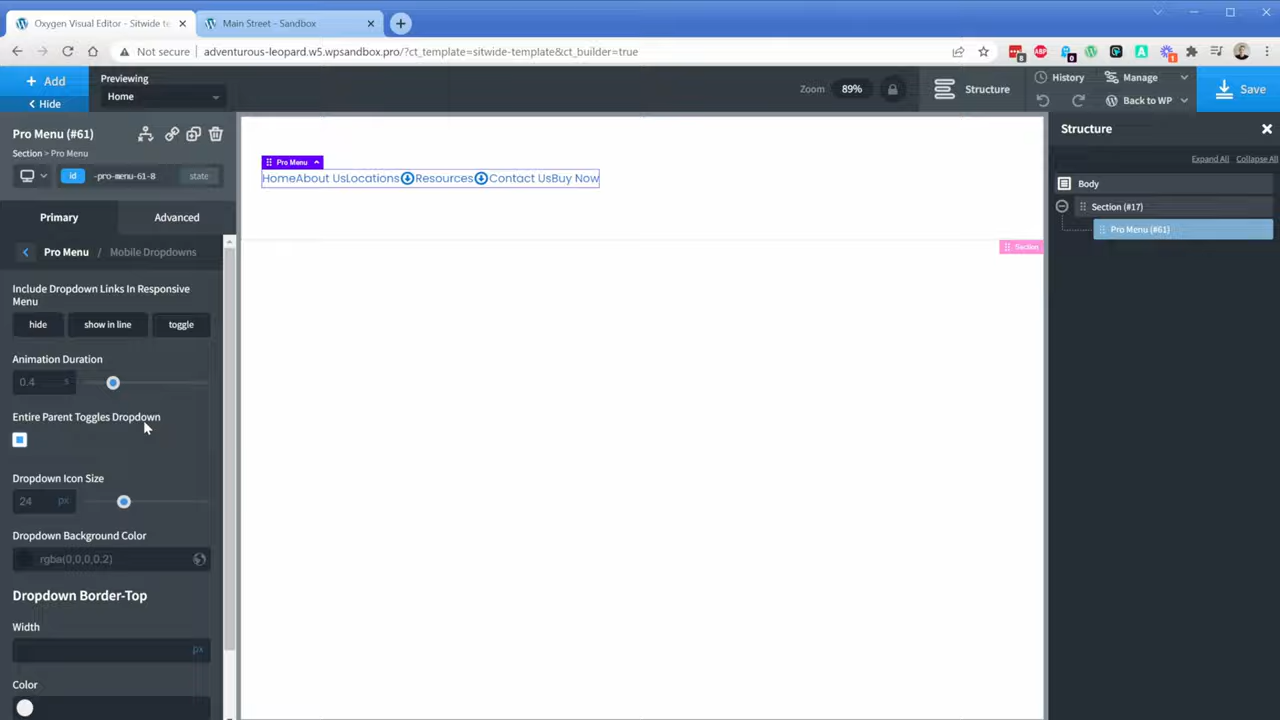 Oxygen Visual Editor - Sitwide te
Main Street - Sandbox
Not secure
adventurous-leopard.w5.wpsandbox.pro/?ct_template=sitwide-template&ct_builder=true
+ Add
Hide
Previewing
Home
Zoom
89%
Structure
History
Manage
Back to WP
Save
Pro Menu (#61)
Section > Pro Menu
id
-pro-menu-61-8
state
Primary
Advanced
Pro Menu / Mobile Dropdowns
Include Dropdown Links In Responsive
Menu
hide
show in line
toggle
Animation Duration
0.4
s
Entire Parent Toggles Dropdown
Dropdown Icon Size
24
px
Dropdown Background Color
rgba(0,0,0,0.2)
Dropdown Border-Top
Width
px
Color
Pro Menu
HomeAbout UsLocations
Resources
Contact UsBuy Now
Section
Structure
Expand All
Collapse All
Body
Section (#17)
Pro Menu (#61)